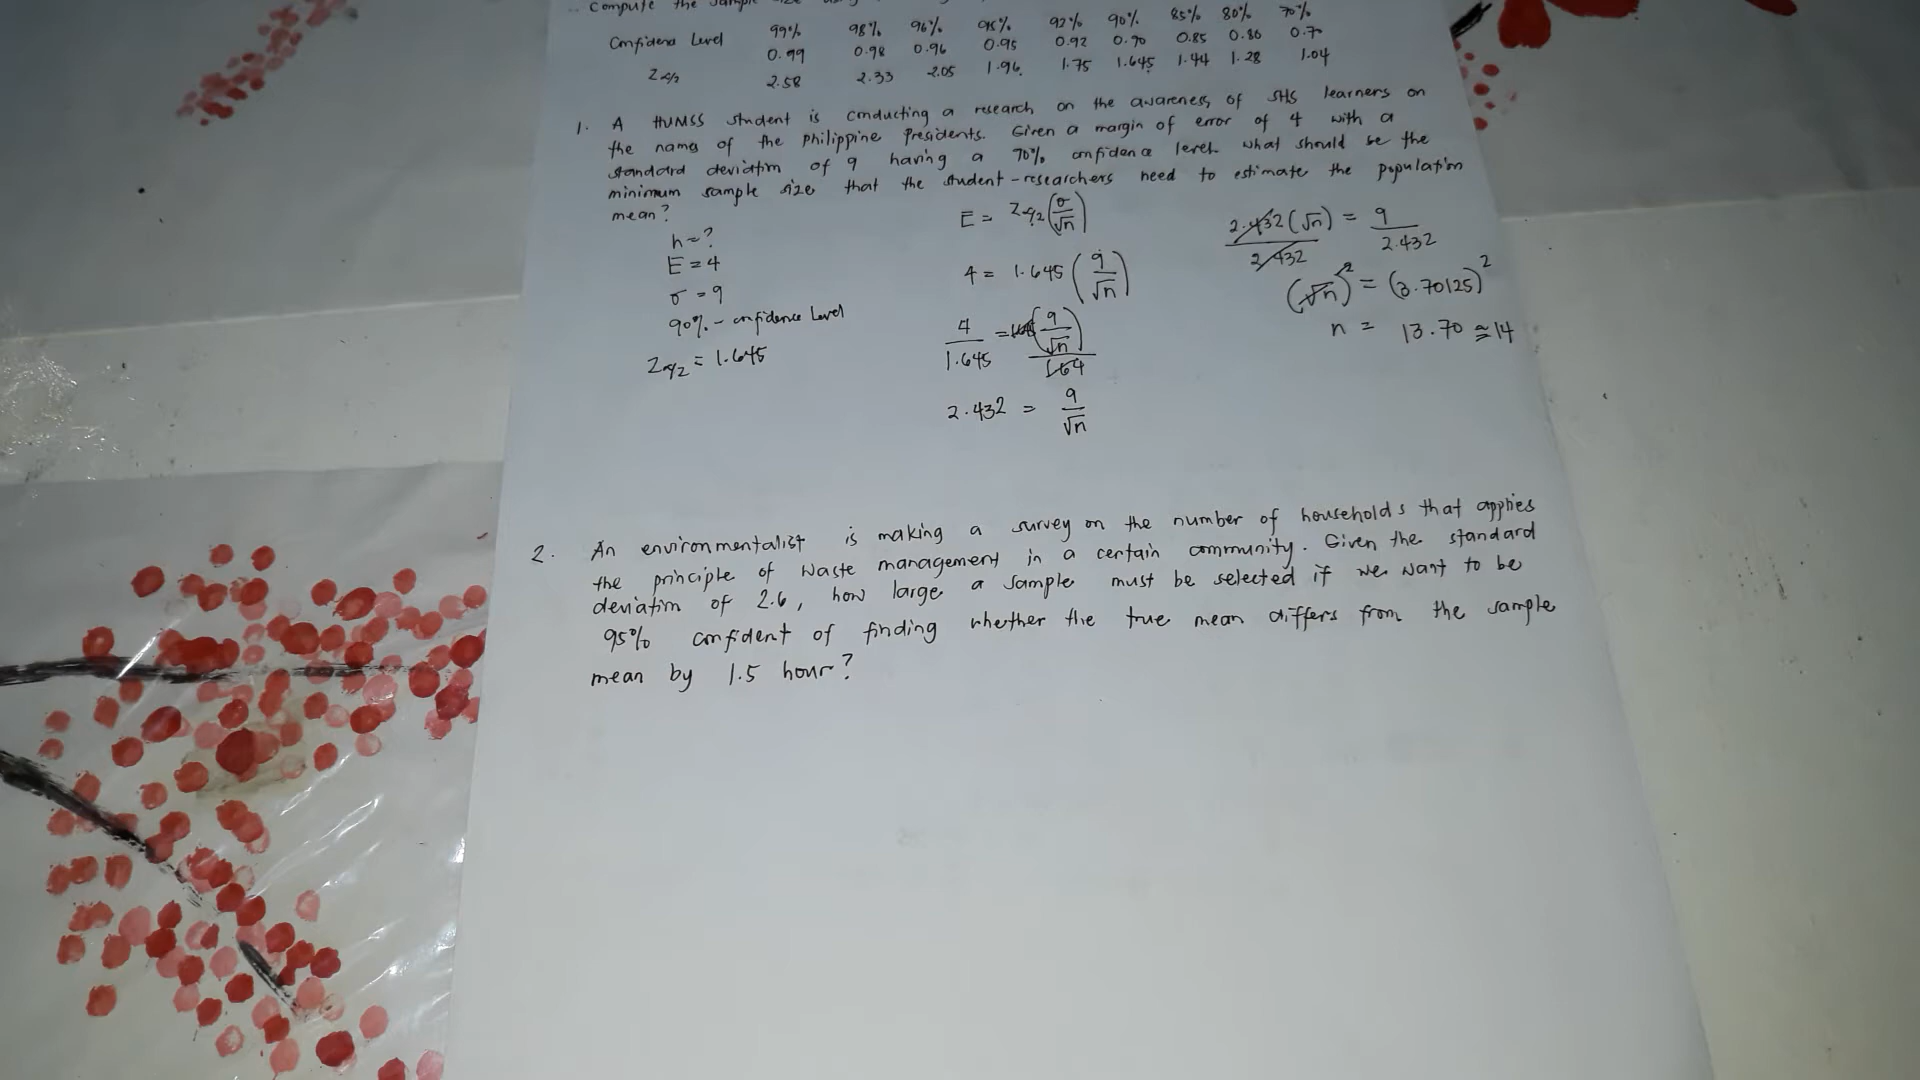 Compute the sample size
Confidence Level 99% 98% 96% 95% 92% 90% 85% 80% 70%
0.99 0.98 0.96 0.95 0.92 0.90 0.85 0.80 0.70
Zα/2 2.58 2.33 2.05 1.96 1.75 1.645 1.44 1.28 1.04
1. A HUMSS student is conducting a research on the awareness of SHS learners on
the names of the Philippine Presidents. Given a margin of error of 4 with a
standard deviation of 9 having a 70% confidence level what should be the
minimum sample size that the student-researchers need to estimate the population
mean?
n = ?
E = 4
σ = 9
90% - confidence level
Zα/2 = 1.645
E = Zα/2 (σ/√n)
4 = 1.645 (9/√n)
4/1.645 = (9/√n)/1.64
2.432 = 9/√n
2.432(√n)/2.432 = 9/2.432
(√n)² = (3.70125)²
n = 13.70 ≅ 14
2. An environmentalist is making a survey on the number of households that applies
the principle of waste management in a certain community. Given the standard
deviation of 2.6, how large a sample must be selected if we want to be
95% confident of finding whether the true mean differs from the sample
mean by 1.5 hour?